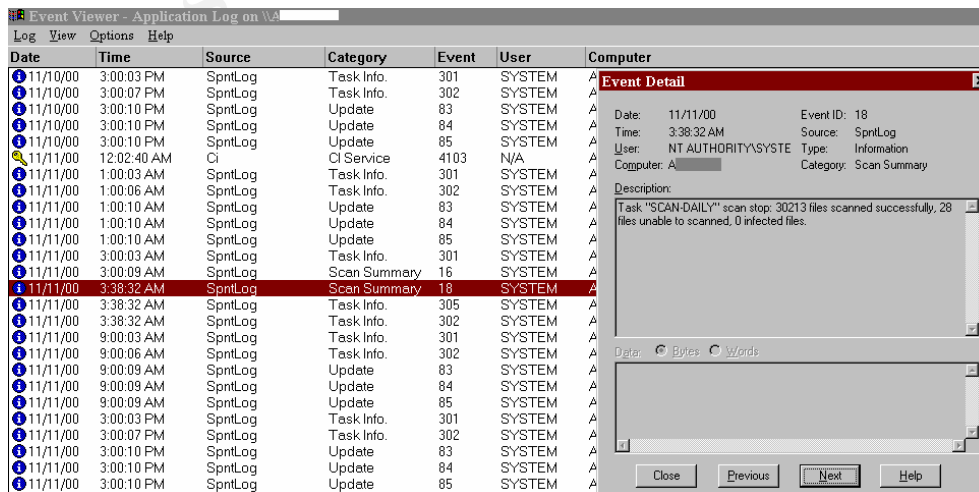 Event Viewer - Application Log on \\A
Log View Options Help
Date Time Source Category Event User Computer
11/10/00 3:00:03 PM SpntLog Task Info. 301 SYSTEM A
11/10/00 3:00:07 PM SpntLog Task Info. 302 SYSTEM A
11/10/00 3:00:10 PM SpntLog Update 83 SYSTEM A
11/10/00 3:00:10 PM SpntLog Update 84 SYSTEM A
11/10/00 3:00:10 PM SpntLog Update 85 SYSTEM A
11/11/00 12:02:40 AM Ci CI Service 4103 N/A A
11/11/00 1:00:03 AM SpntLog Task Info. 301 SYSTEM A
11/11/00 1:00:06 AM SpntLog Task Info. 302 SYSTEM A
11/11/00 1:00:10 AM SpntLog Update 83 SYSTEM A
11/11/00 1:00:10 AM SpntLog Update 84 SYSTEM A
11/11/00 1:00:10 AM SpntLog Update 85 SYSTEM A
11/11/00 3:00:03 AM SpntLog Task Info. 301 SYSTEM A
11/11/00 3:00:09 AM SpntLog Scan Summary 16 SYSTEM A
11/11/00 3:38:32 AM SpntLog Scan Summary 18 SYSTEM A
11/11/00 3:38:32 AM SpntLog Task Info. 305 SYSTEM A
11/11/00 3:38:32 AM SpntLog Task Info. 302 SYSTEM A
11/11/00 9:00:03 AM SpntLog Task Info. 301 SYSTEM A
11/11/00 9:00:06 AM SpntLog Task Info. 302 SYSTEM A
11/11/00 9:00:09 AM SpntLog Update 83 SYSTEM A
11/11/00 9:00:09 AM SpntLog Update 84 SYSTEM A
11/11/00 9:00:09 AM SpntLog Update 85 SYSTEM A
11/11/00 3:00:03 PM SpntLog Task Info. 301 SYSTEM A
11/11/00 3:00:07 PM SpntLog Task Info. 302 SYSTEM A
11/11/00 3:00:10 PM SpntLog Update 83 SYSTEM A
11/11/00 3:00:10 PM SpntLog Update 84 SYSTEM A
11/11/00 3:00:10 PM SpntLog Update 85 SYSTEM A
Event Detail
Date: 11/11/00 Event ID: 18
Time: 3:38:32 AM Source: SpntLog
User: NT AUTHORITY\SYSTE Type: Information
Computer: A Category: Scan Summary
Description:
Task "SCAN-DAILY" scan stop: 30213 files scanned successfully, 28
files unable to scanned, 0 infected files.
Data: Bytes Words
Close Previous Next Help